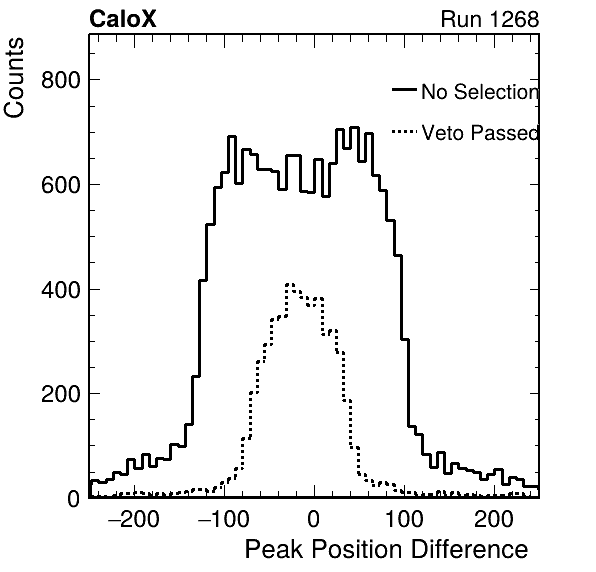 CaloX Run 1268
Counts
800
600
400
200
0
No Selection
Veto Passed
−200 −100 0 100 200
Peak Position Difference